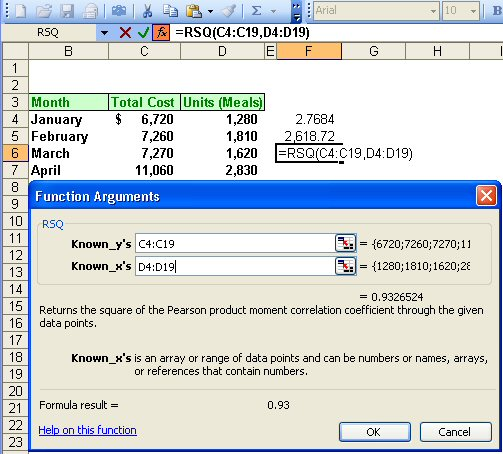 Arial 10 B
RSQ =RSQ(C4:C19,D4:D19)
B C D E F G H
1
2
3 Month Total Cost Units (Meals)
4 January $ 6,720 1,280 2.7684
5 February 7,260 1,810 2,618.72
6 March 7,270 1,620 =RSQ(C4:C19,D4:D19)
7 April 11,060 2,830
8
9
10
11
12
13
14
15
16
17
18
19
20
21
22
23
Function Arguments
RSQ
Known_y's C4:C19 = {6720;7260;7270;11
Known_x's D4:D19 = {1280;1810;1620;28
= 0.9326524
Returns the square of the Pearson product moment correlation coefficient through the given
data points.
Known_x's is an array or range of data points and can be numbers or names, arrays,
or references that contain numbers.
Formula result = 0.93
Help on this function OK Cancel